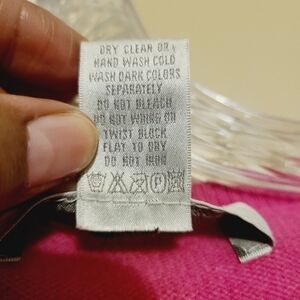 DRY CLEAN OR
HAND WASH COLD
WASH DARK COLORS
SEPARATELY
DO NOT BLEACH
DO NOT WRING OR
TWIST BLOCK
FLAT TO DRY
DO NOT IRON